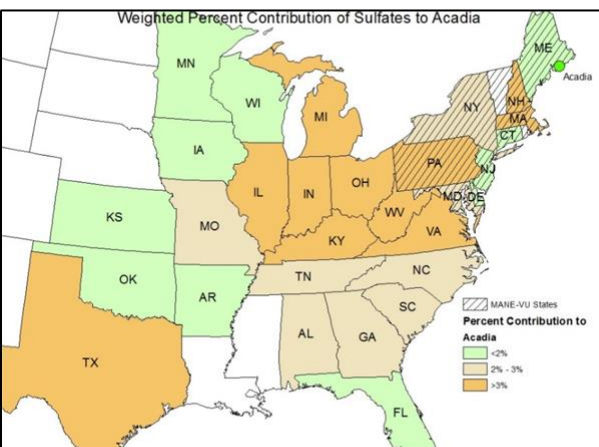 Weighted Percent Contribution of Sulfates to Acadia
ME
Acadia
MN
WI
NY
NH
MA
CT
MI
IA
PA
NJ
IL
IN
OH
MD
DE
WV
KS
MO
KY
VA
TN
NC
OK
AR
SC
MANE-VU States
AL
GA
Percent Contribution to
Acadia
<2%
2% - 3%
>3%
TX
FL